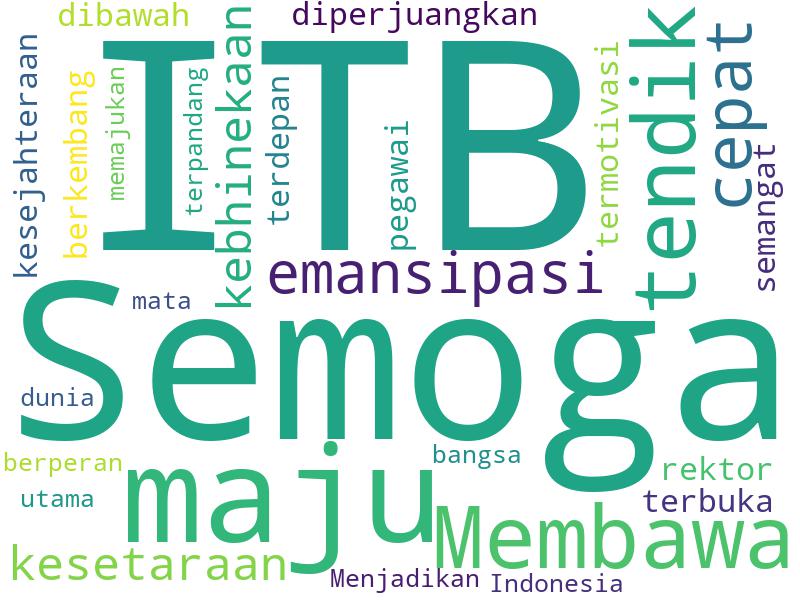 dibawah
diperjuangkan
kesejahteraan
berkembang
memajukan
ITB
terpandang
kebhinekaan
terdepan
pegawai
termotivasi
tendik
cepat
semangat
emansipasi
mata
Semoga
dunia
berperan
utama
maju
bangsa
rektor
terbuka
Membawa
kesetaraan
Menjadikan
Indonesia